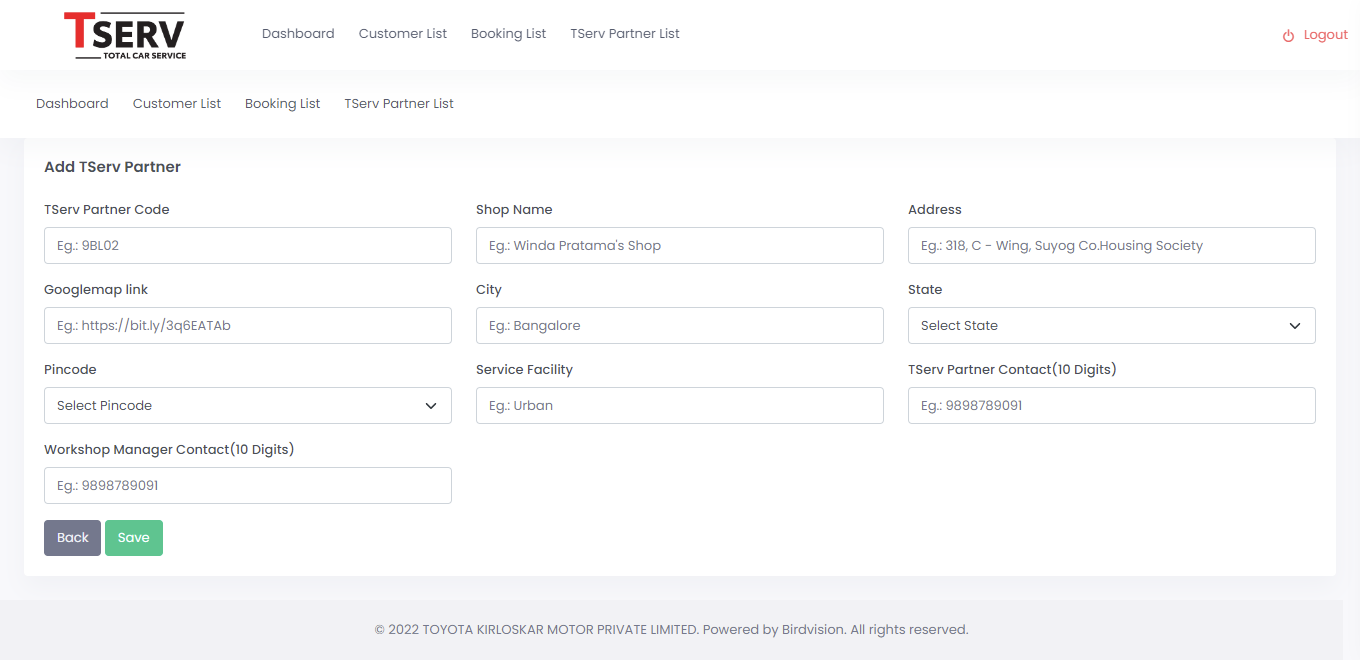 TSERV
TOTAL CAR SERVICE
Dashboard Customer List Booking List TServ Partner List
Logout
Dashboard Customer List Booking List TServ Partner List
Add TServ Partner
TServ Partner Code Shop Name Address
Eg.: 9BL02 Eg.: Winda Pratama's Shop Eg.: 318, C - Wing, Suyog Co.Housing Society
Googlemap link City State
Eg.: https://bit.ly/3q6EATAb Eg.: Bangalore Select State
Pincode Service Facility TServ Partner Contact(10 Digits)
Select Pincode Eg.: Urban Eg.: 9898789091
Workshop Manager Contact(10 Digits)
Eg.: 9898789091
Back Save
© 2022 TOYOTA KIRLOSKAR MOTOR PRIVATE LIMITED. Powered by Birdvision. All rights reserved.